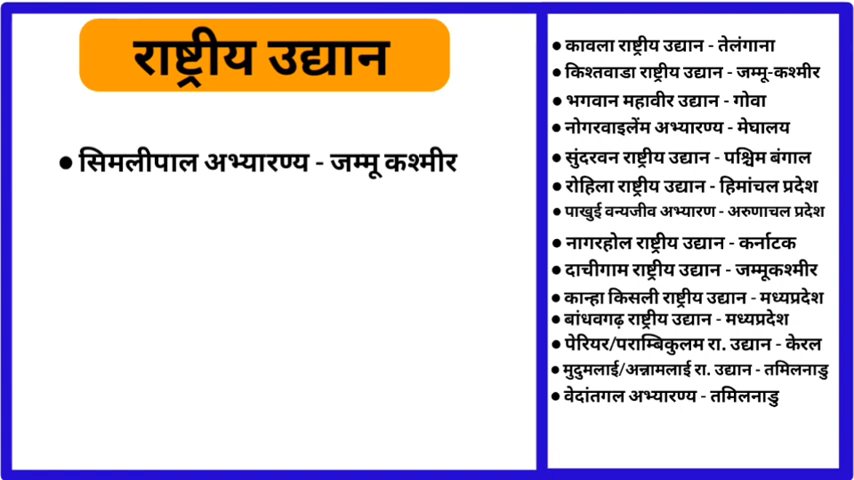 राष्ट्रीय उद्यान
• सिमलीपाल अभ्यारण्य - जम्मू कश्मीर
• कावला राष्ट्रीय उद्यान - तेलंगाना
• किश्तवाडा राष्ट्रीय उद्यान - जम्मू-कश्मीर
• भगवान महावीर उद्यान - गोवा
• नोगरवाइलेंम अभ्यारण्य - मेघालय
• सुंदरवन राष्ट्रीय उद्यान - पश्चिम बंगाल
• रोहिला राष्ट्रीय उद्यान - हिमांचल प्रदेश
• पाखुई वन्यजीव अभ्यारण - अरुणाचल प्रदेश
• नागरहोल राष्ट्रीय उद्यान - कर्नाटक
• दाचीगाम राष्ट्रीय उद्यान - जम्मूकश्मीर
• कान्हा किसली राष्ट्रीय उद्यान - मध्यप्रदेश
• बांधवगढ़ राष्ट्रीय उद्यान - मध्यप्रदेश
• पेरियर/पराम्बिकुलम रा. उद्यान - केरल
• मुदुमलाई/अन्नामलाई रा. उद्यान - तमिलनाडु
• वेदांतगल अभ्यारण्य - तमिलनाडु